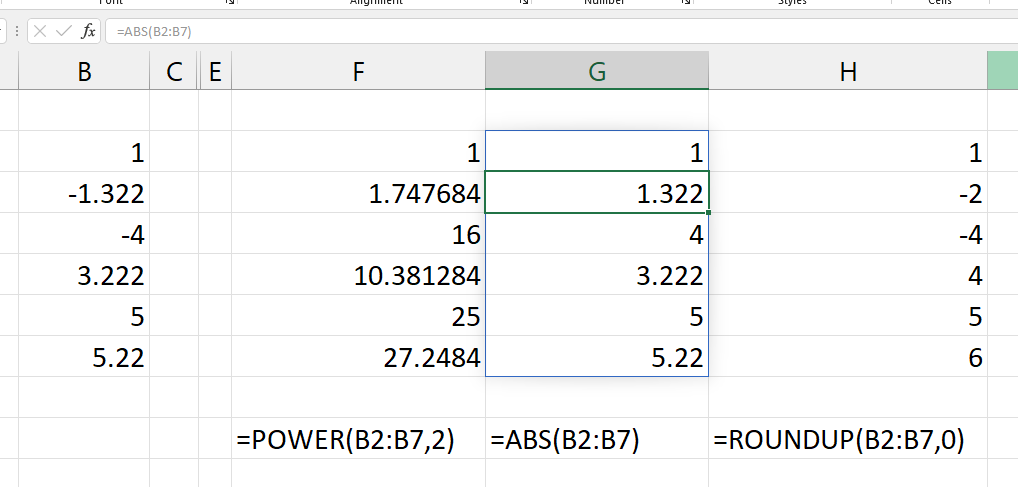 Font Alignment Number Styles Cells
fx =ABS(B2:B7)
B C E F G H
1 1 1 1
-1.322 1.747684 1.322 -2
-4 16 4 -4
3.222 10.381284 3.222 4
5 25 5 5
5.22 27.2484 5.22 6
=POWER(B2:B7,2) =ABS(B2:B7) =ROUNDUP(B2:B7,0)